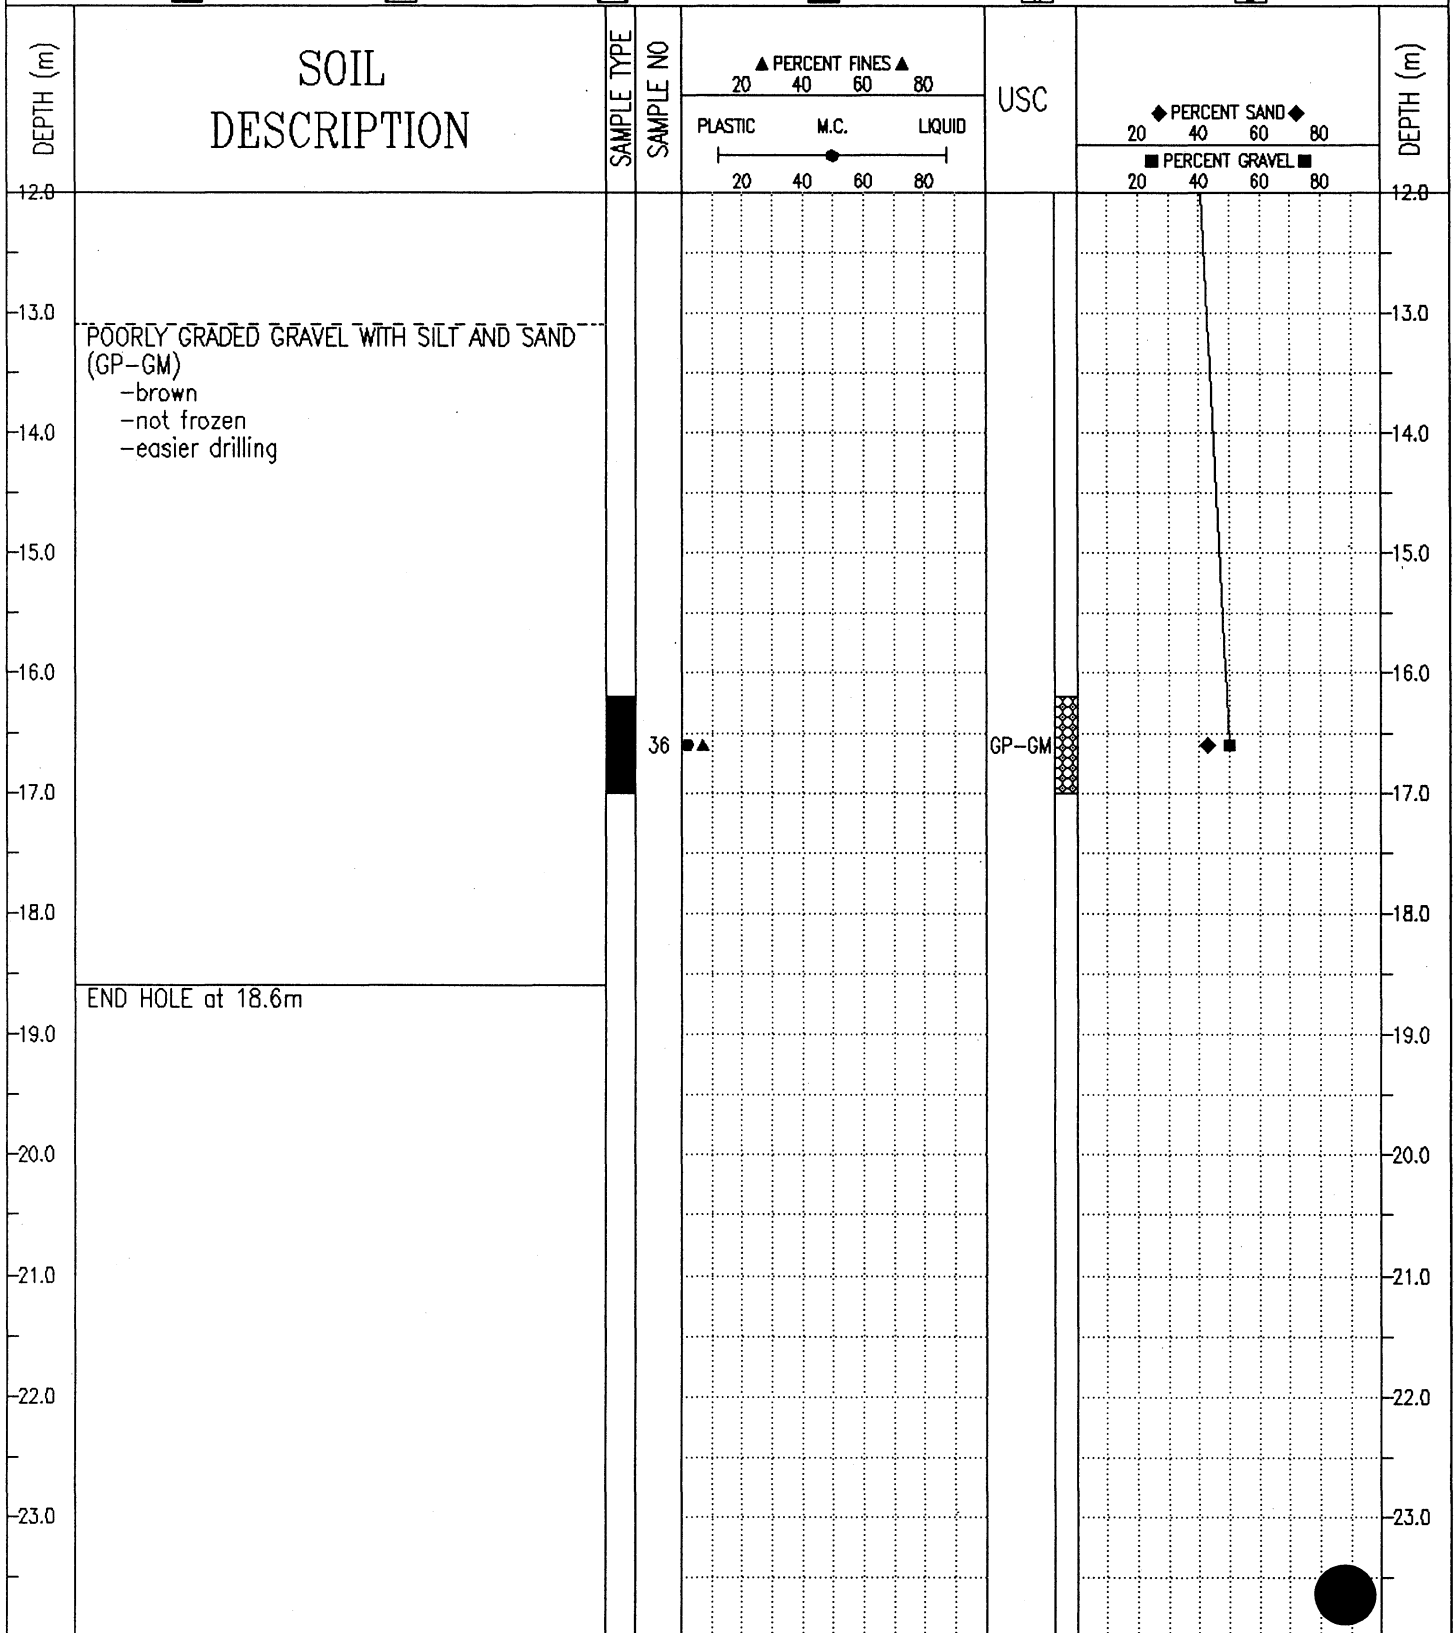 DEPTH (m)
SOIL
DESCRIPTION
SAMPLE TYPE
SAMPLE NO
▲ PERCENT FINES ▲
20 40 60 80
PLASTIC M.C. LIQUID
20 40 60 80
USC
◆ PERCENT SAND ◆
20 40 60 80
■ PERCENT GRAVEL ■
20 40 60 80
DEPTH (m)
12.0 12.0
13.0 13.0
POORLY GRADED GRAVEL WITH SILT AND SAND
(GP-GM)
-brown
-not frozen
-easier drilling
14.0 14.0
15.0 15.0
16.0 16.0
36 GP-GM
17.0 17.0
18.0 18.0
END HOLE at 18.6m
19.0 19.0
20.0 20.0
21.0 21.0
22.0 22.0
23.0 23.0